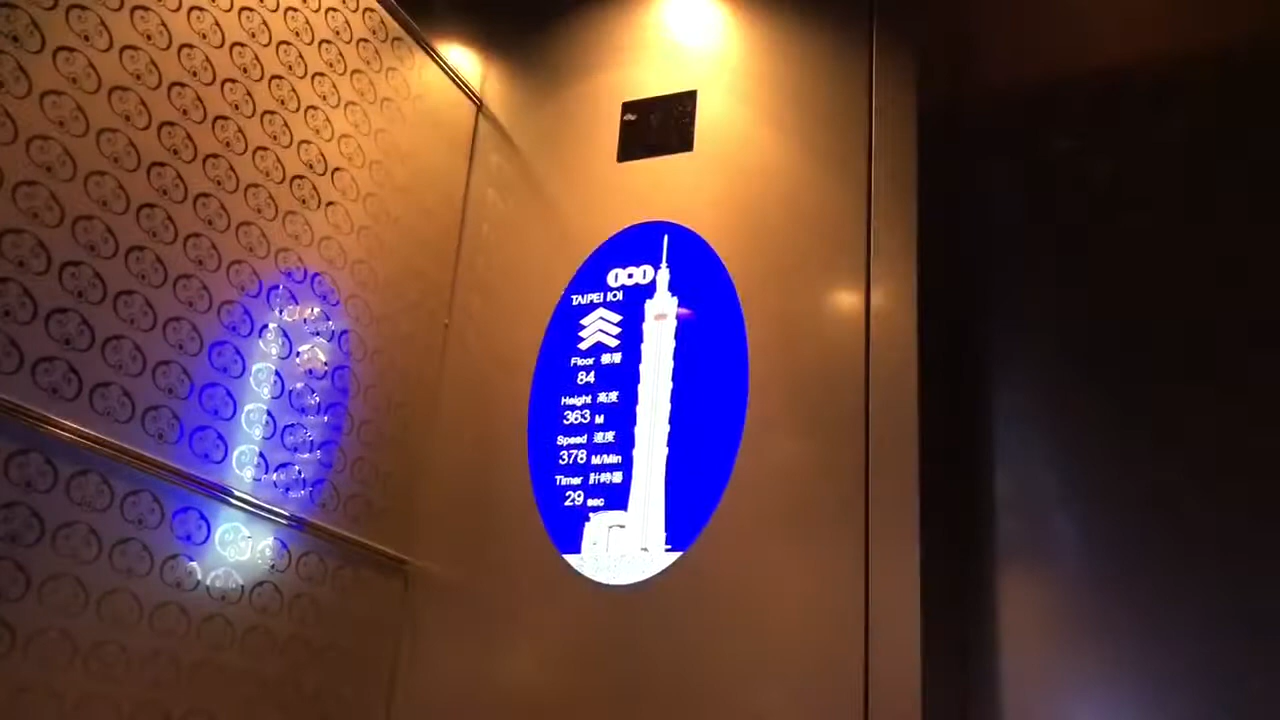 TAIPEI 101
Floor 樓層
84
Height 高度
363 M
Speed 速度
378 M/Min
Timer 計時器
29 sec